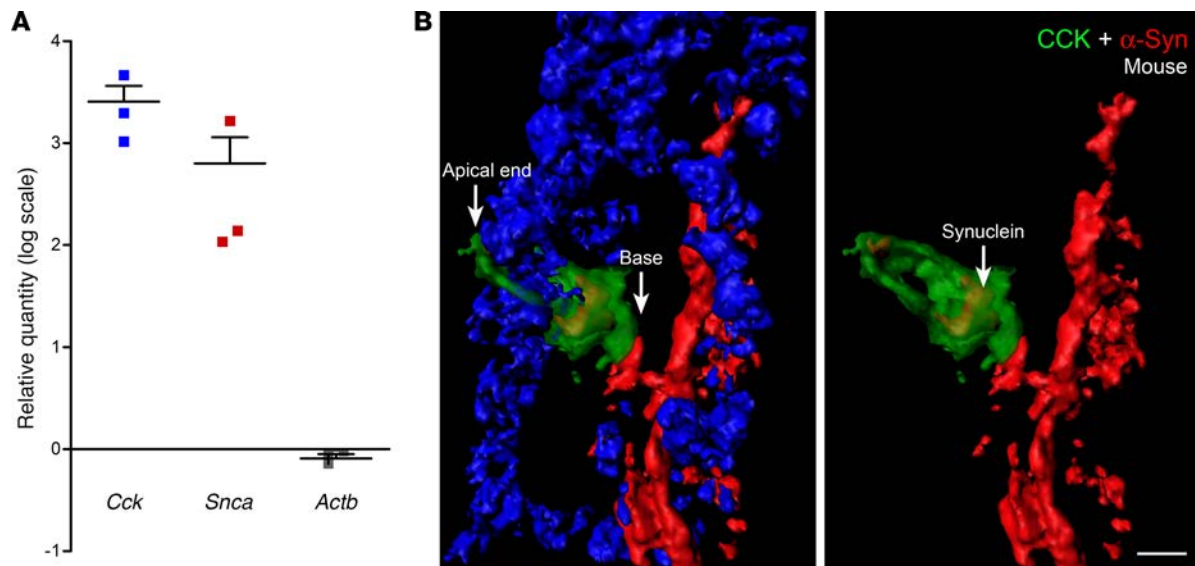 A
Relative quantity (log scale)
4
3
2
1
0
-1
Cck Snca Actb
B
Apical end
Base
CCK + α-Syn
Mouse
Synuclein